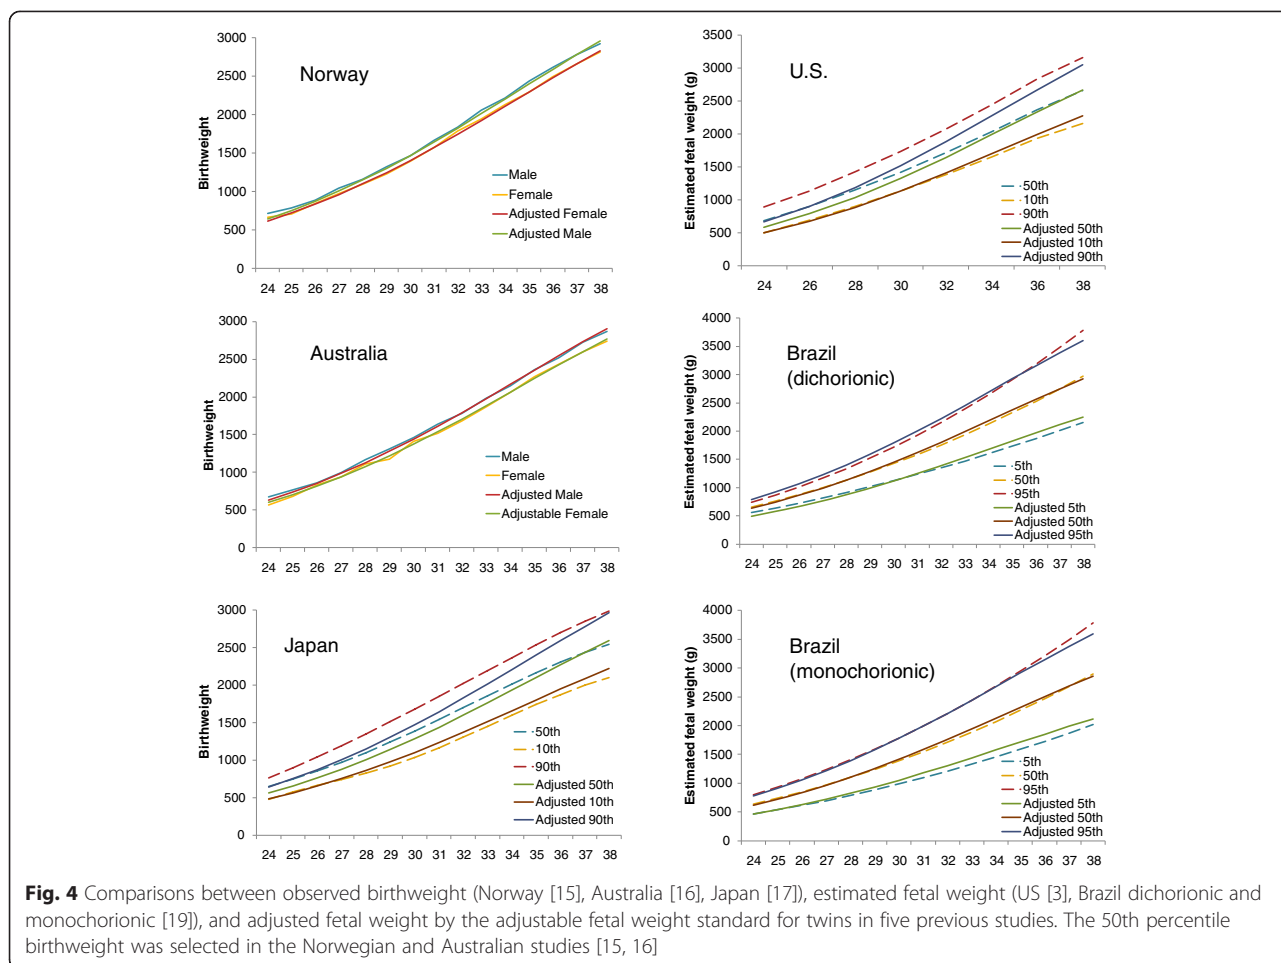 Norway
Birthweight
3000
2500
2000
1500
1000
500
0
24 25 26 27 28 29 30 31 32 33 34 35 36 37 38
Male
Female
Adjusted Female
Adjusted Male
U.S.
Estimated fetal weight (g)
3500
3000
2500
2000
1500
1000
500
0
24 26 28 30 32 34 36 38
50th
10th
90th
Adjusted 50th
Adjusted 10th
Adjusted 90th
Australia
Birthweight
3000
2500
2000
1500
1000
500
0
24 25 26 27 28 29 30 31 32 33 34 35 36 37 38
Male
Female
Adjusted Male
Adjustable Female
Brazil
(dichorionic)
Estimated fetal weight (g)
4000
3500
3000
2500
2000
1500
1000
500
0
24 25 26 27 28 29 30 31 32 33 34 35 36 37 38
5th
50th
95th
Adjusted 5th
Adjusted 50th
Adjusted 95th
Japan
Birthweight
3000
2500
2000
1500
1000
500
0
24 25 26 27 28 29 30 31 32 33 34 35 36 37 38
50th
10th
90th
Adjusted 50th
Adjusted 10th
Adjusted 90th
Brazil
(monochorionic)
Estimated fetal weight (g)
4000
3500
3000
2500
2000
1500
1000
500
0
24 25 26 27 28 29 30 31 32 33 34 35 36 37 38
5th
50th
95th
Adjusted 5th
Adjusted 50th
Adjusted 95th
Fig. 4 Comparisons between observed birthweight (Norway [15], Australia [16], Japan [17]), estimated fetal weight (US [3], Brazil dichorionic and
monochorionic [19]), and adjusted fetal weight by the adjustable fetal weight standard for twins in five previous studies. The 50th percentile
birthweight was selected in the Norwegian and Australian studies [15, 16]